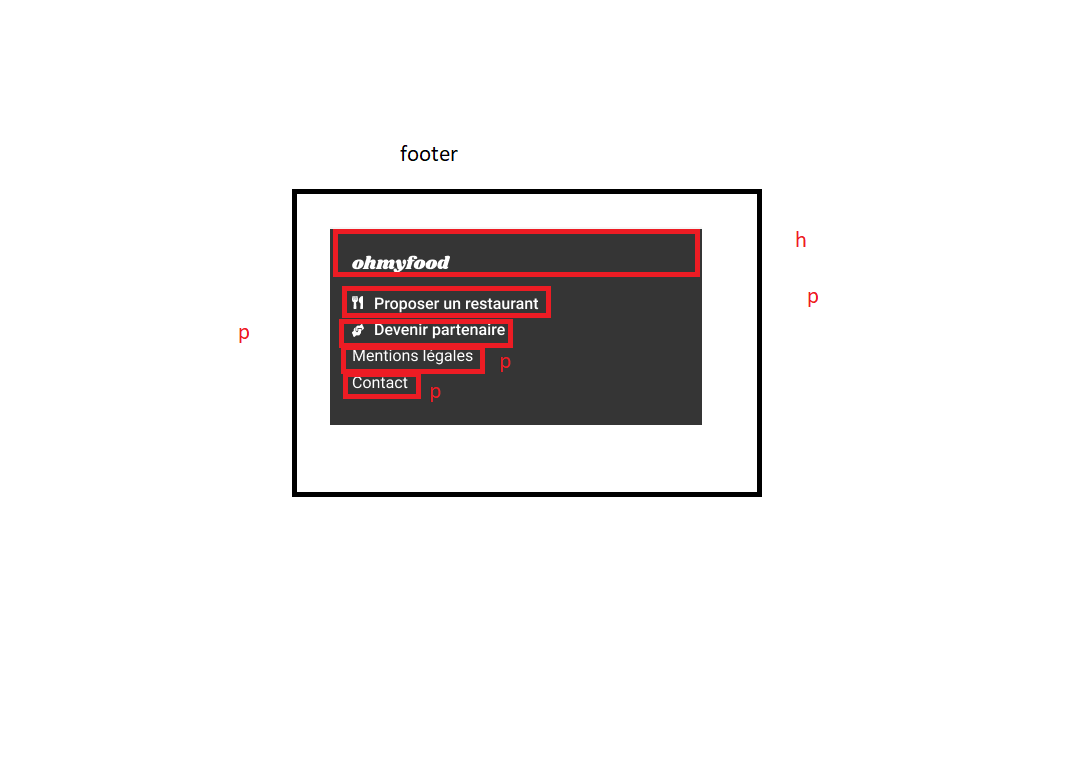 footer
h
ohmyfood
p
Proposer un restaurant
p
Devenir partenaire
Mentions légales
p
Contact
p